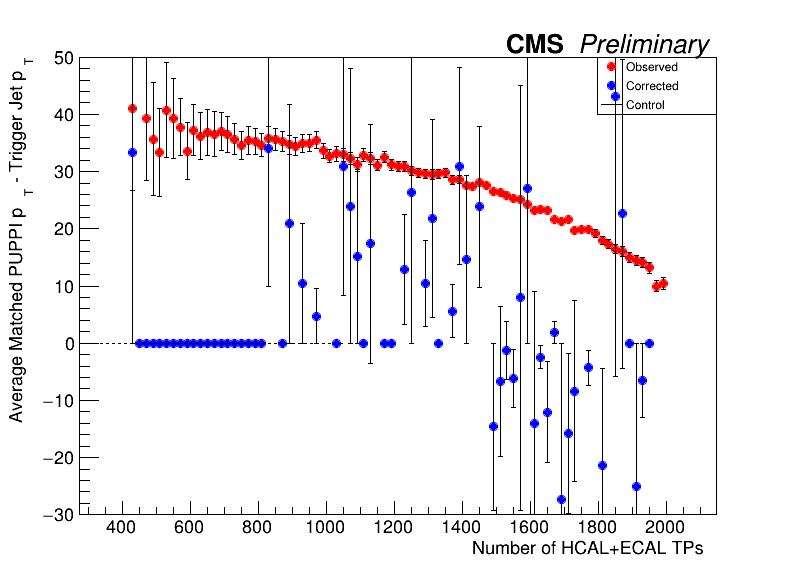 CMS Preliminary
Average Matched PUPPI p T - Trigger Jet p T
50
40
30
20
10
0
−10
−20
−30
Observed
Corrected
Control
400 600 800 1000 1200 1400 1600 1800 2000
Number of HCAL+ECAL TPs